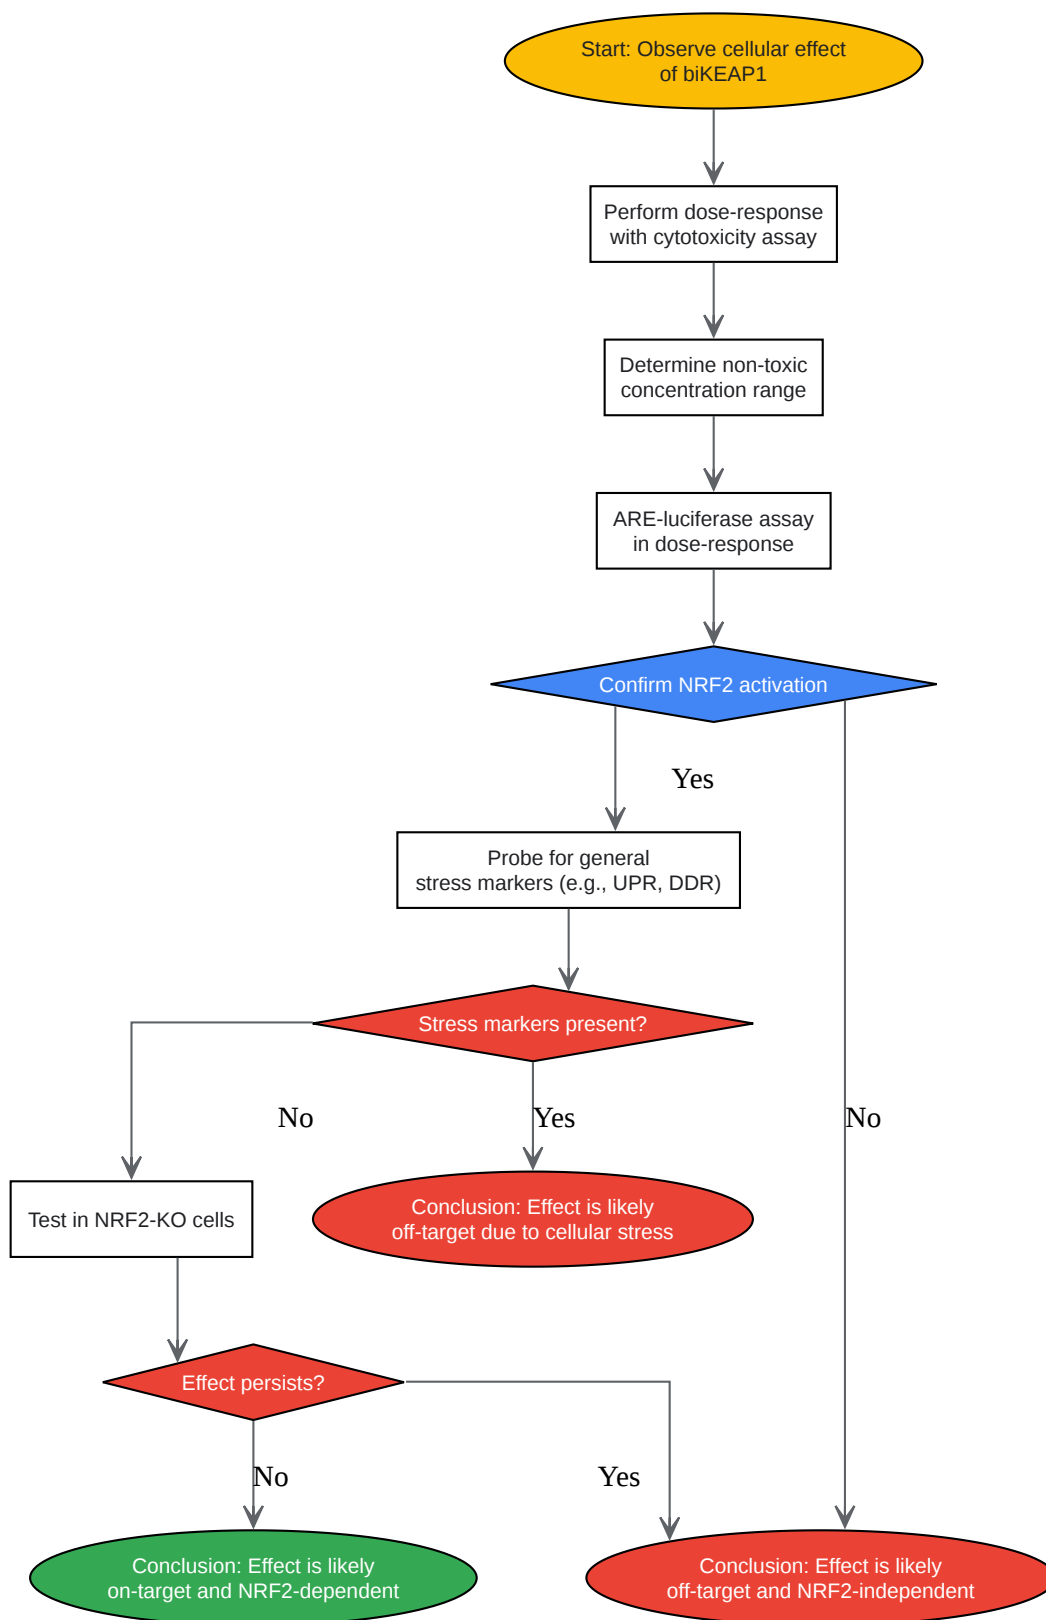 Start: Observe cellular effect
of biKEAP1
Perform dose-response
with cytotoxicity assay
Determine non-toxic
concentration range
ARE-luciferase assay
in dose-response
Confirm NRF2 activation
Yes
Probe for general
stress markers (e.g., UPR, DDR)
Stress markers present?
No
Yes
No
Test in NRF2-KO cells
Conclusion: Effect is likely
off-target due to cellular stress
Effect persists?
No
Yes
Conclusion: Effect is likely
on-target and NRF2-dependent
Conclusion: Effect is likely
off-target and NRF2-independent